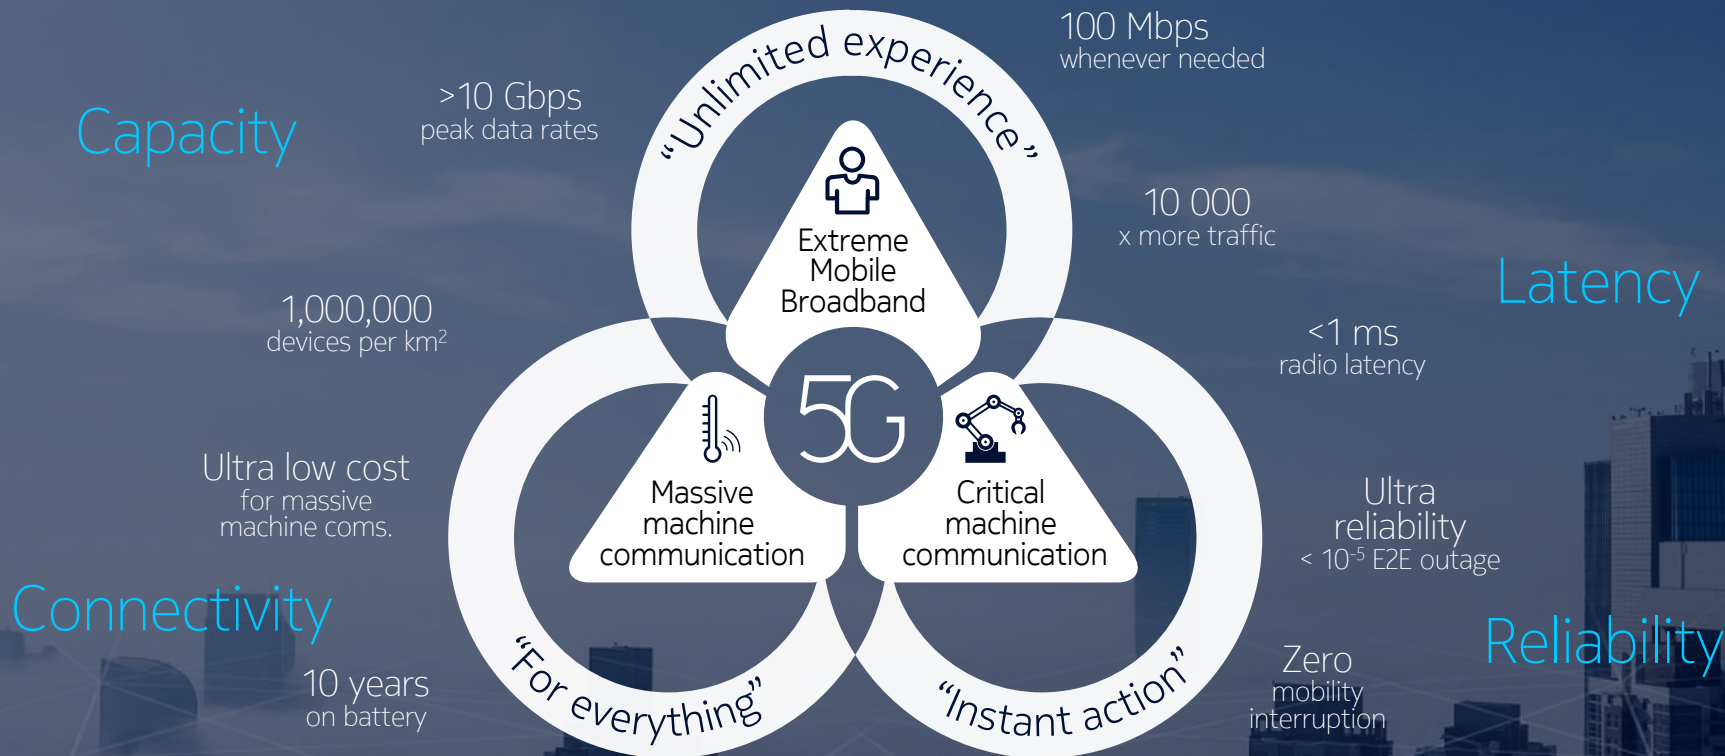 100 Mbps
whenever needed
"Unlimited experience"
>10 Gbps
peak data rates
Capacity
10 000
x more traffic
Extreme
Mobile
Broadband
Latency
1,000,000
devices per km²
<1 ms
radio latency
5G
Ultra low cost
for massive
machine coms.
Massive
machine
communication
Critical
machine
communication
Ultra
reliability
< 10⁻⁵ E2E outage
Connectivity
Reliability
10 years
on battery
"For everything"
"Instant action"
Zero
mobility
interruption